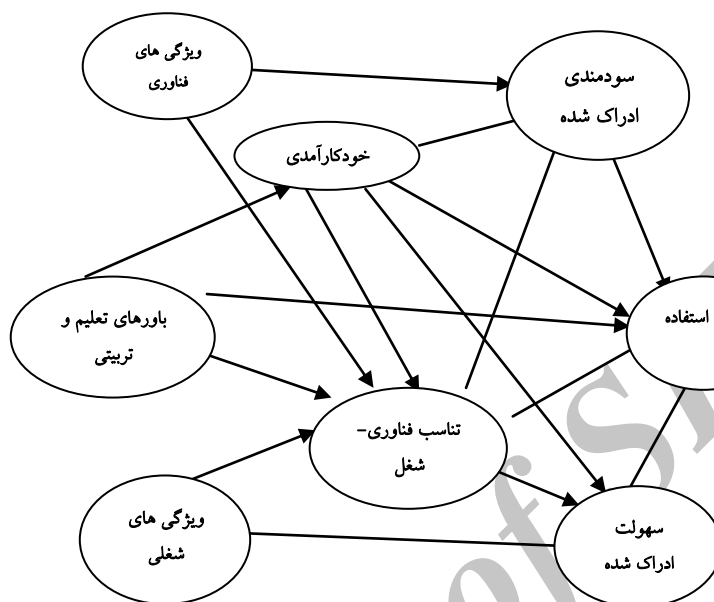 ویژگی های
فناوری
سودمندی
ادراک شده
خودکارآمدی
باورهای تعلیم و
تربیتی
استفاده
تناسب فناوری-
شغل
ویژگی های
شغلی
سهولت
ادراک شده
of